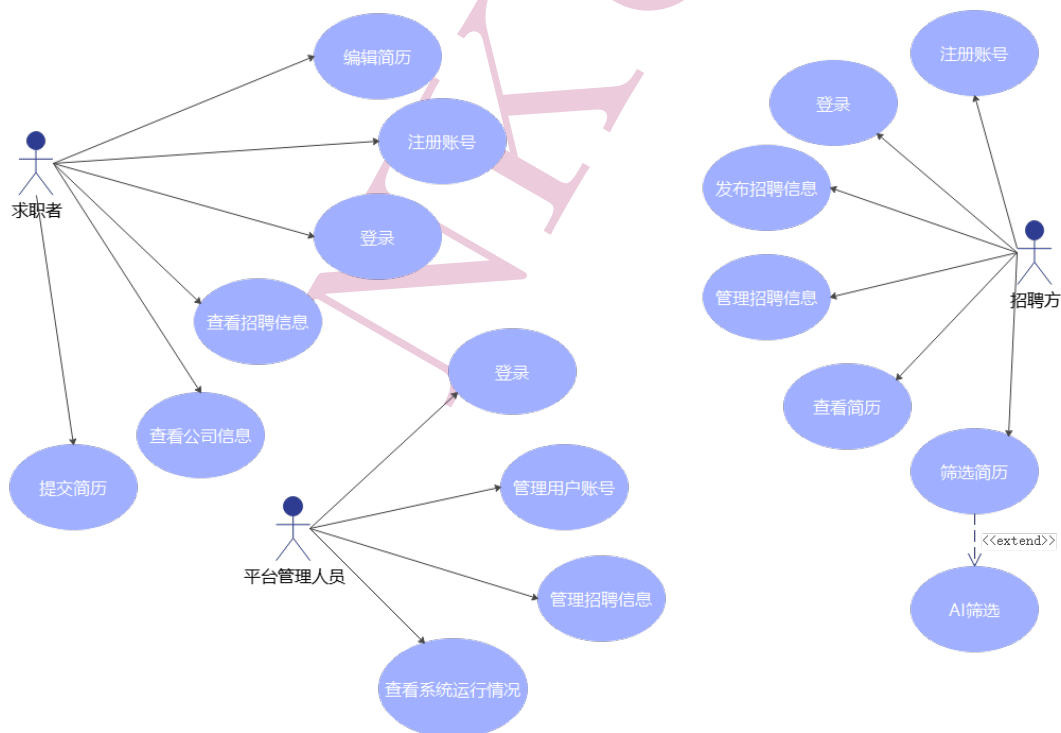 编辑简历
注册账号
登录
求职者
查看招聘信息
查看公司信息
提交简历
登录
管理用户账号
平台管理人员
管理招聘信息
查看系统运行情况
注册账号
登录
发布招聘信息
管理招聘信息
招聘方
查看简历
筛选简历
<<extend>>
AI筛选